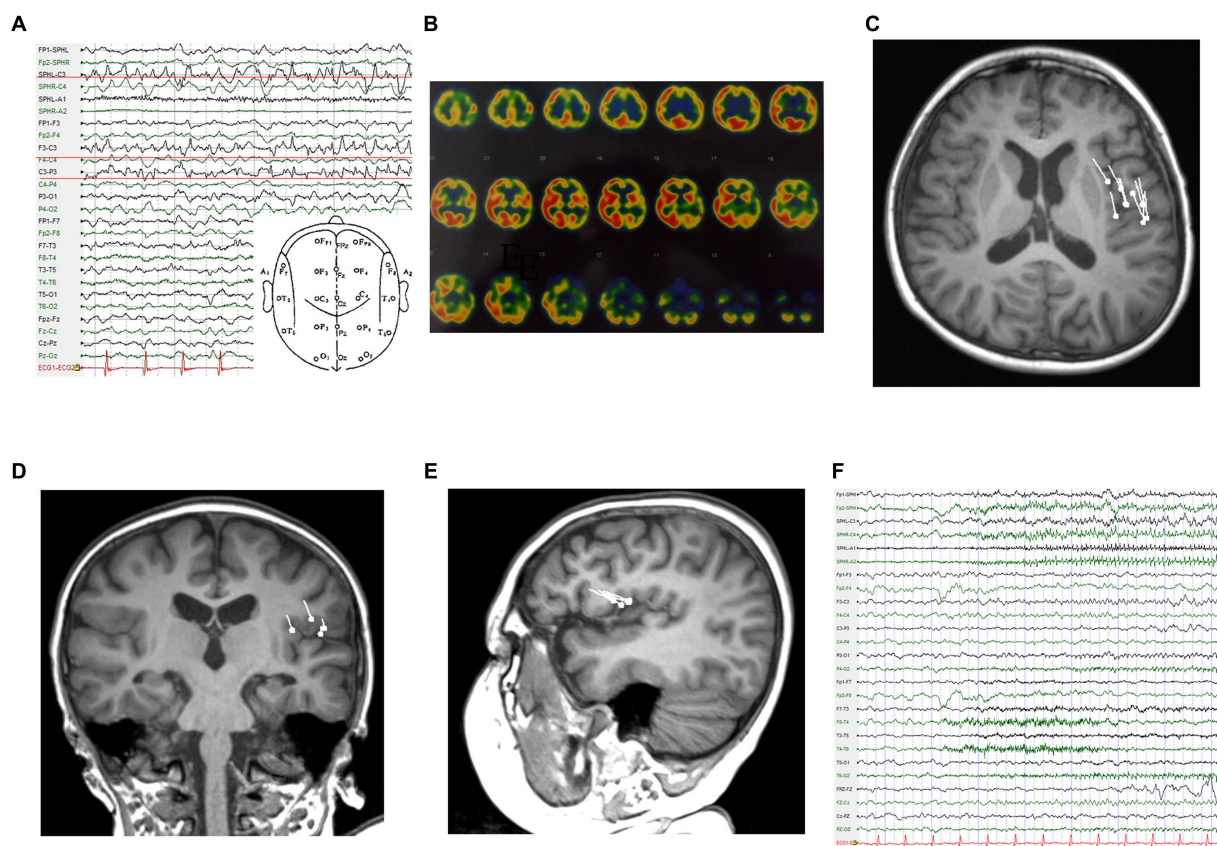 A
FP1-SPHL
Fp2-SPHR
SPHL-C3
SPHR-C4
SPHL-A1
SPHR-A2
FP1-F3
Fp2-F4
F3-C3
F4-C4
C3-P3
C4-P4
P3-O1
P4-O2
FP1-F7
Fp2-F8
F7-T3
F8-T4
T3-T5
T4-T6
T5-O1
T6-O2
Fpz-Fz
Fz-Cz
Cz-Pz
Pz-Oz
ECG1-ECG2
B
E E
C
D
E
F
Fp1-SPHl
Fp2-SPHl
SPHL-C3
SPHR-C4
SPHL-A1
SPHR-A2
Fp1-F3
Fp2-F4
F3-C3
F4-C4
C3-P3
C4-P4
P3-O1
P4-O2
Fp1-F7
Fp2-F8
F7-T3
F8-T4
T3-T5
T4-T6
T5-O1
T6-O2
FPZ-FZ
FZ-Cz
Cz-PZ
PZ-OZ